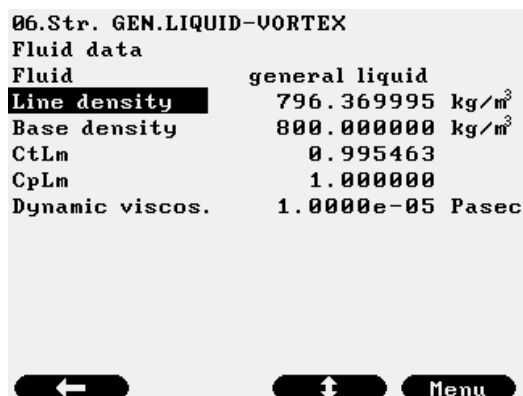 06.Str. GEN.LIQUID-VORTEX
Fluid data
Fluid general liquid
Line density 796.369995 kg/m³
Base density 800.000000 kg/m³
CtLm 0.995463
CpLm 1.000000
Dynamic viscos. 1.0000e-05 Pasec
Menu